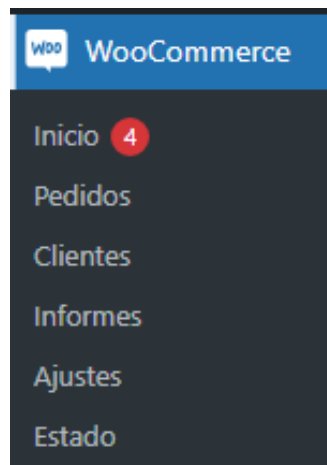 woo WooCommerce
Inicio 4
Pedidos
Clientes
Informes
Ajustes
Estado